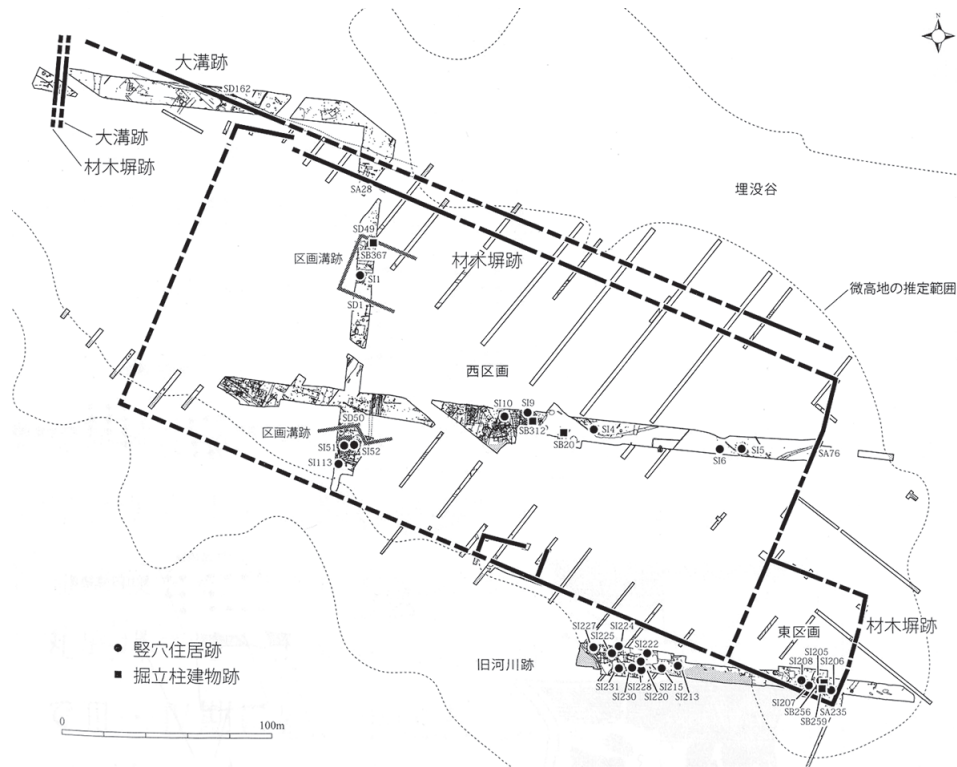 N
大溝跡
SD162
大溝跡
材木塀跡
SA28
埋没谷
SD49
SB367
区画溝跡
材木塀跡
SI1
SD1
微高地の推定範囲
西区画
SI10
SI9
SD50
SB312
SI4
区画溝跡
SB20
SI51
SI52
SI6
SI5
SA76
SI113
材木塀跡
東区画
SI227
SI224
SI225
SI222
SI205
SI206
SI208
旧河川跡
SI231
SI230
SI228
SI220
SI215
SI213
SI207
SB256
SB259
SA235
竪穴住居跡
掘立柱建物跡
0
100m